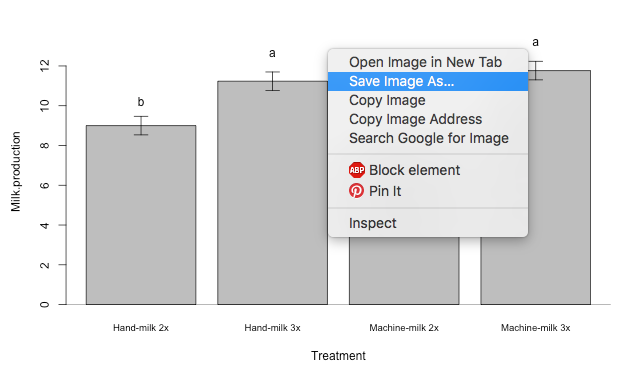 a
a
b
Open Image in New Tab
Save Image As...
Copy Image
Copy Image Address
Search Google for Image
ABP Block element
Pin It
Inspect
Milk.production
12
10
8
6
4
2
0
Hand-milk 2x Hand-milk 3x Machine-milk 2x Machine-milk 3x
Treatment